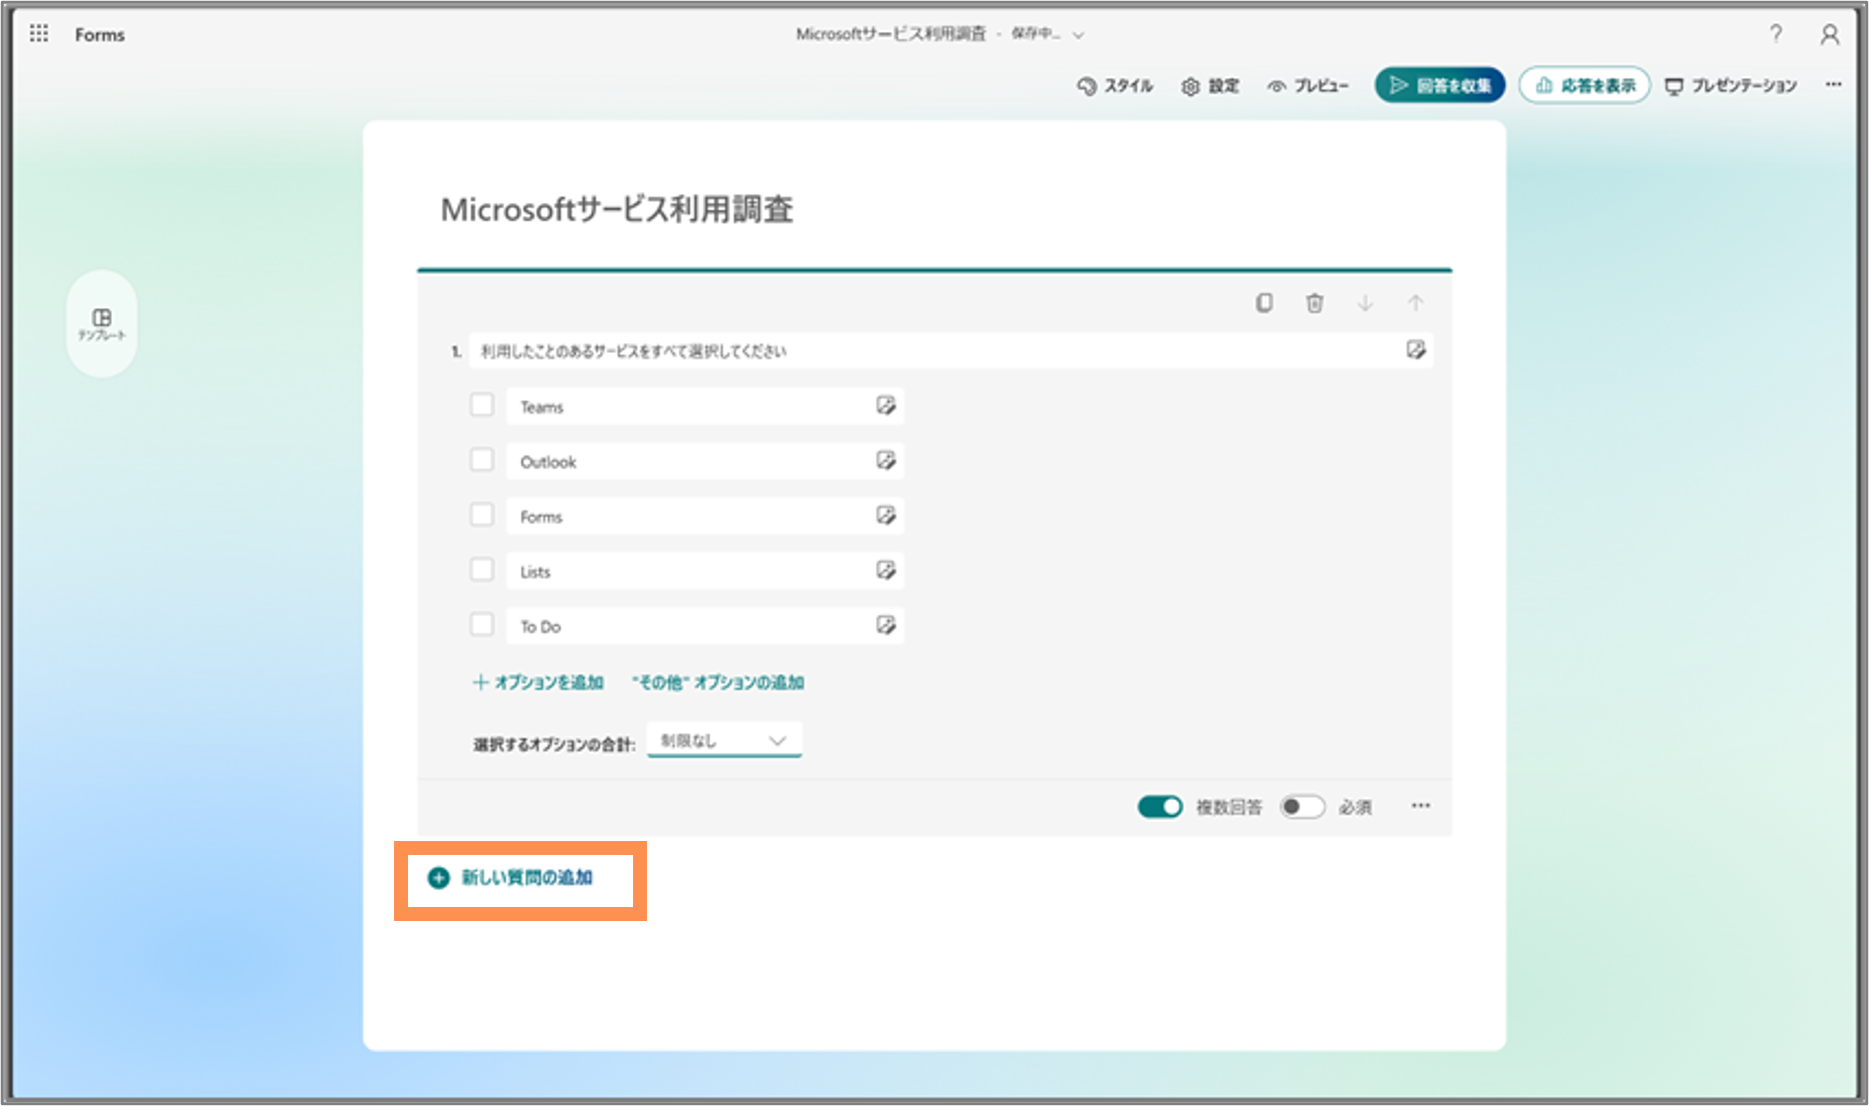 Forms
Microsoftサービス利用調査 - 保存中...
?
スタイル 設定 プレビュー 回答を収集 応答を表示 プレゼンテーション ...
Microsoftサービス利用調査
テンプレート
1. 利用したことのあるサービスをすべて選択してください
Teams
Outlook
Forms
Lists
To Do
＋ オプションを追加 "その他" オプションの追加
選択するオプションの合計: 制限なし
複数回答 必須 ...
新しい質問の追加